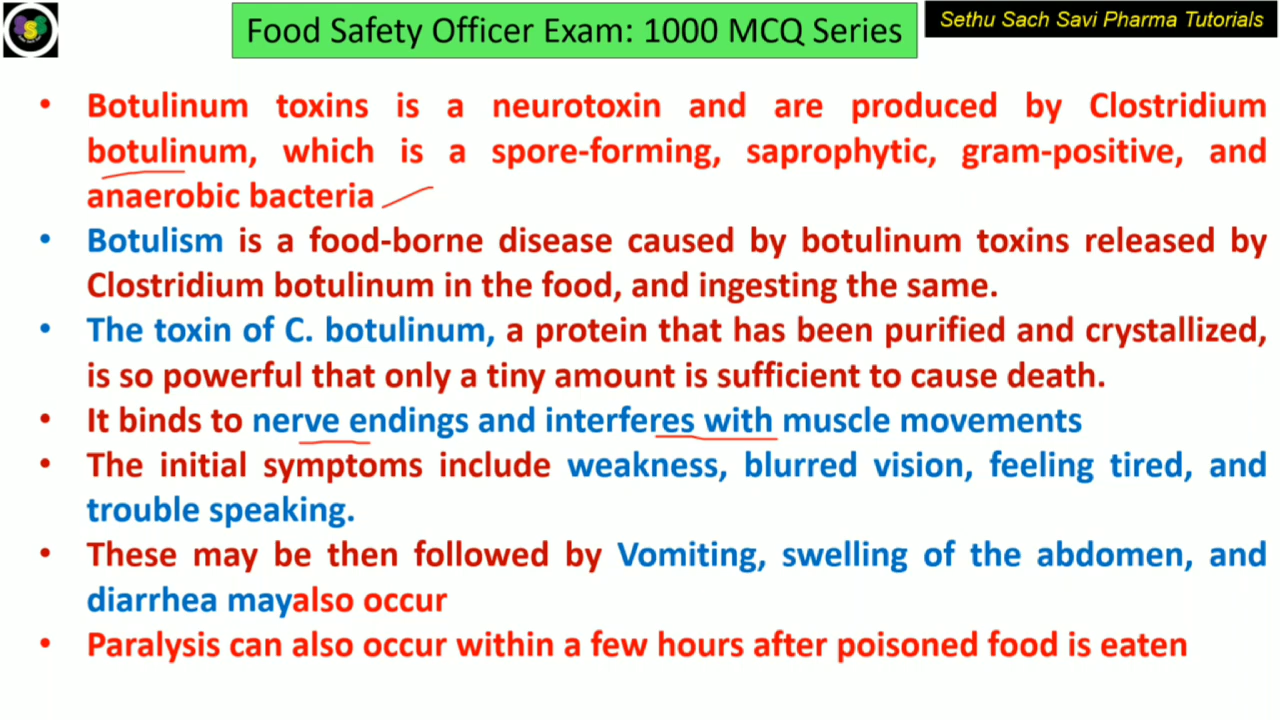 Food Safety Officer Exam: 1000 MCQ Series
Sethu Sach Savi Pharma Tutorials
• Botulinum toxins is a neurotoxin and are produced by Clostridium
botulinum, which is a spore-forming, saprophytic, gram-positive, and
anaerobic bacteria
• Botulism is a food-borne disease caused by botulinum toxins released by
Clostridium botulinum in the food, and ingesting the same.
• The toxin of C. botulinum, a protein that has been purified and crystallized,
is so powerful that only a tiny amount is sufficient to cause death.
• It binds to nerve endings and interferes with muscle movements
• The initial symptoms include weakness, blurred vision, feeling tired, and
trouble speaking.
• These may be then followed by Vomiting, swelling of the abdomen, and
diarrhea mayalso occur
• Paralysis can also occur within a few hours after poisoned food is eaten